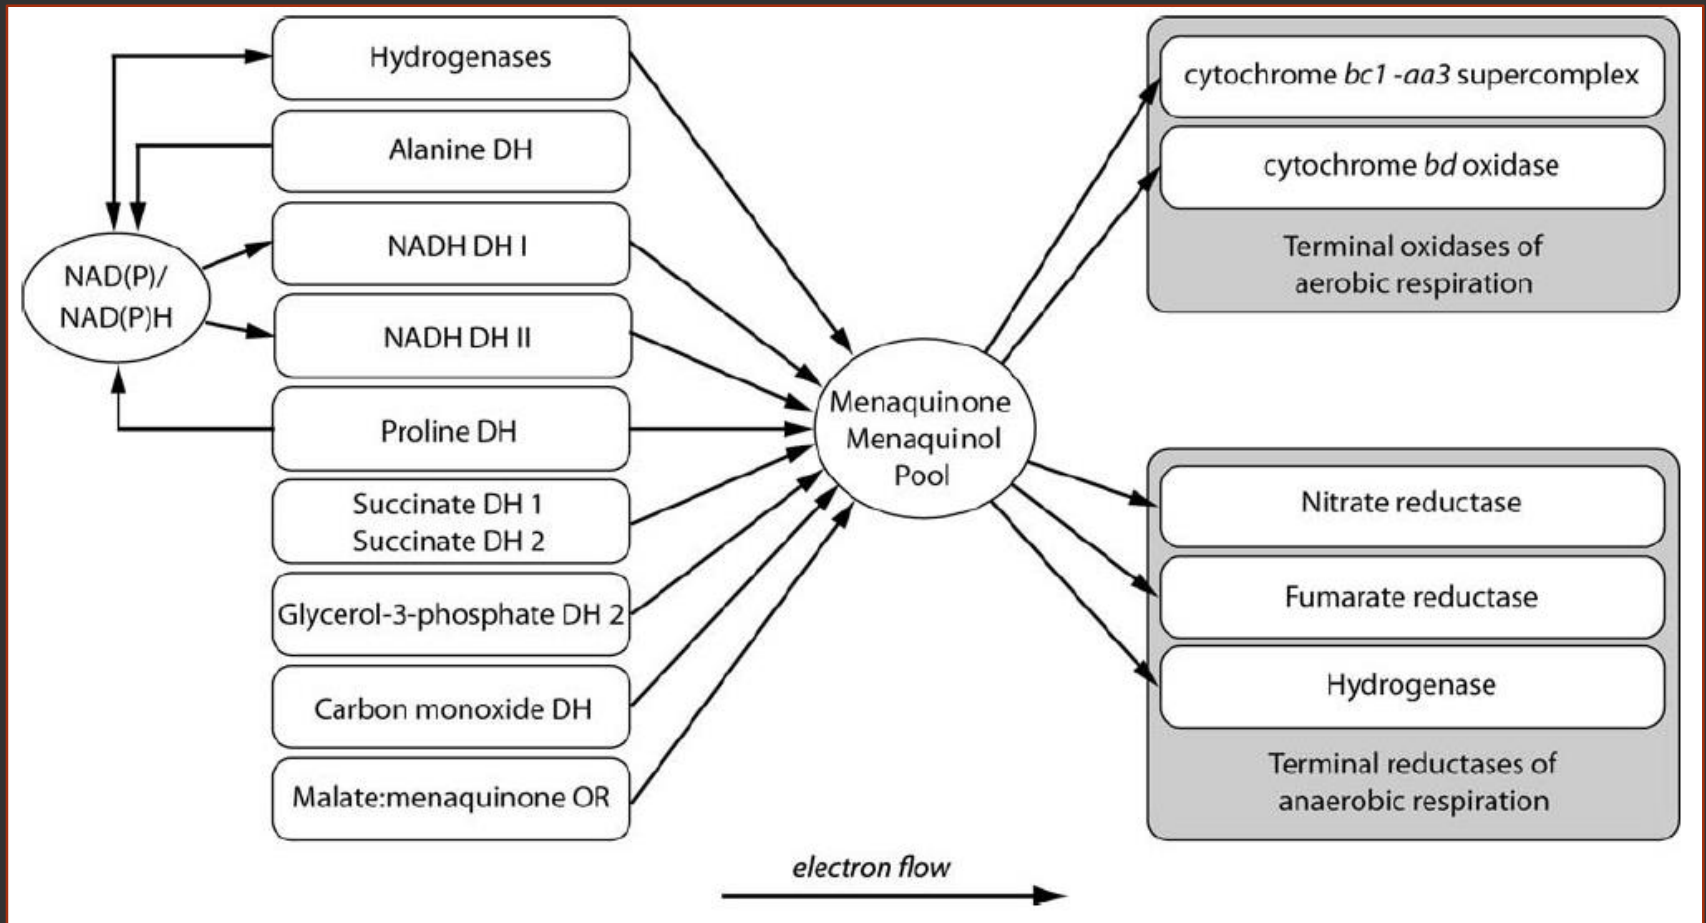 Hydrogenases
Alanine DH
NADH DH I
NADH DH II
Proline DH
Succinate DH 1
Succinate DH 2
Glycerol-3-phosphate DH 2
Carbon monoxide DH
Malate:menaquinone OR
NAD(P)/
NAD(P)H
Menaquinone
Menaquinol
Pool
cytochrome bc1 -aa3 supercomplex
cytochrome bd oxidase
Terminal oxidases of
aerobic respiration
Nitrate reductase
Fumarate reductase
Hydrogenase
Terminal reductases of
anaerobic respiration
electron flow